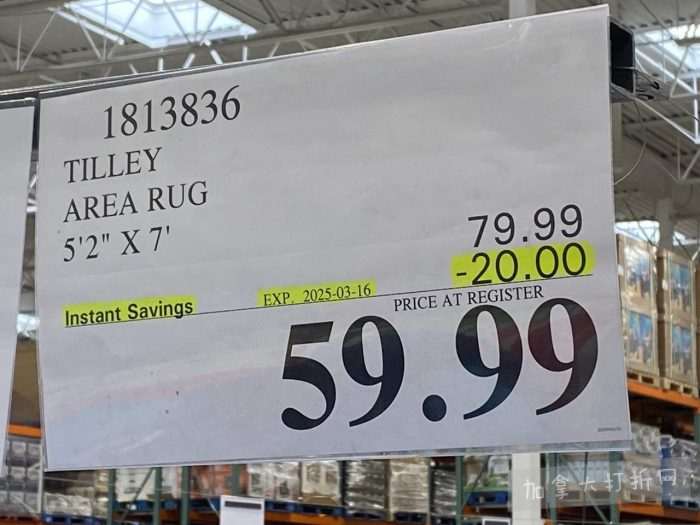 1813836
TILLEY
AREA RUG
5'2" X 7'
79.99
-20.00
Instant Savings
EXP. 2025-03-16
PRICE AT REGISTER
59.99
加拿大打折网